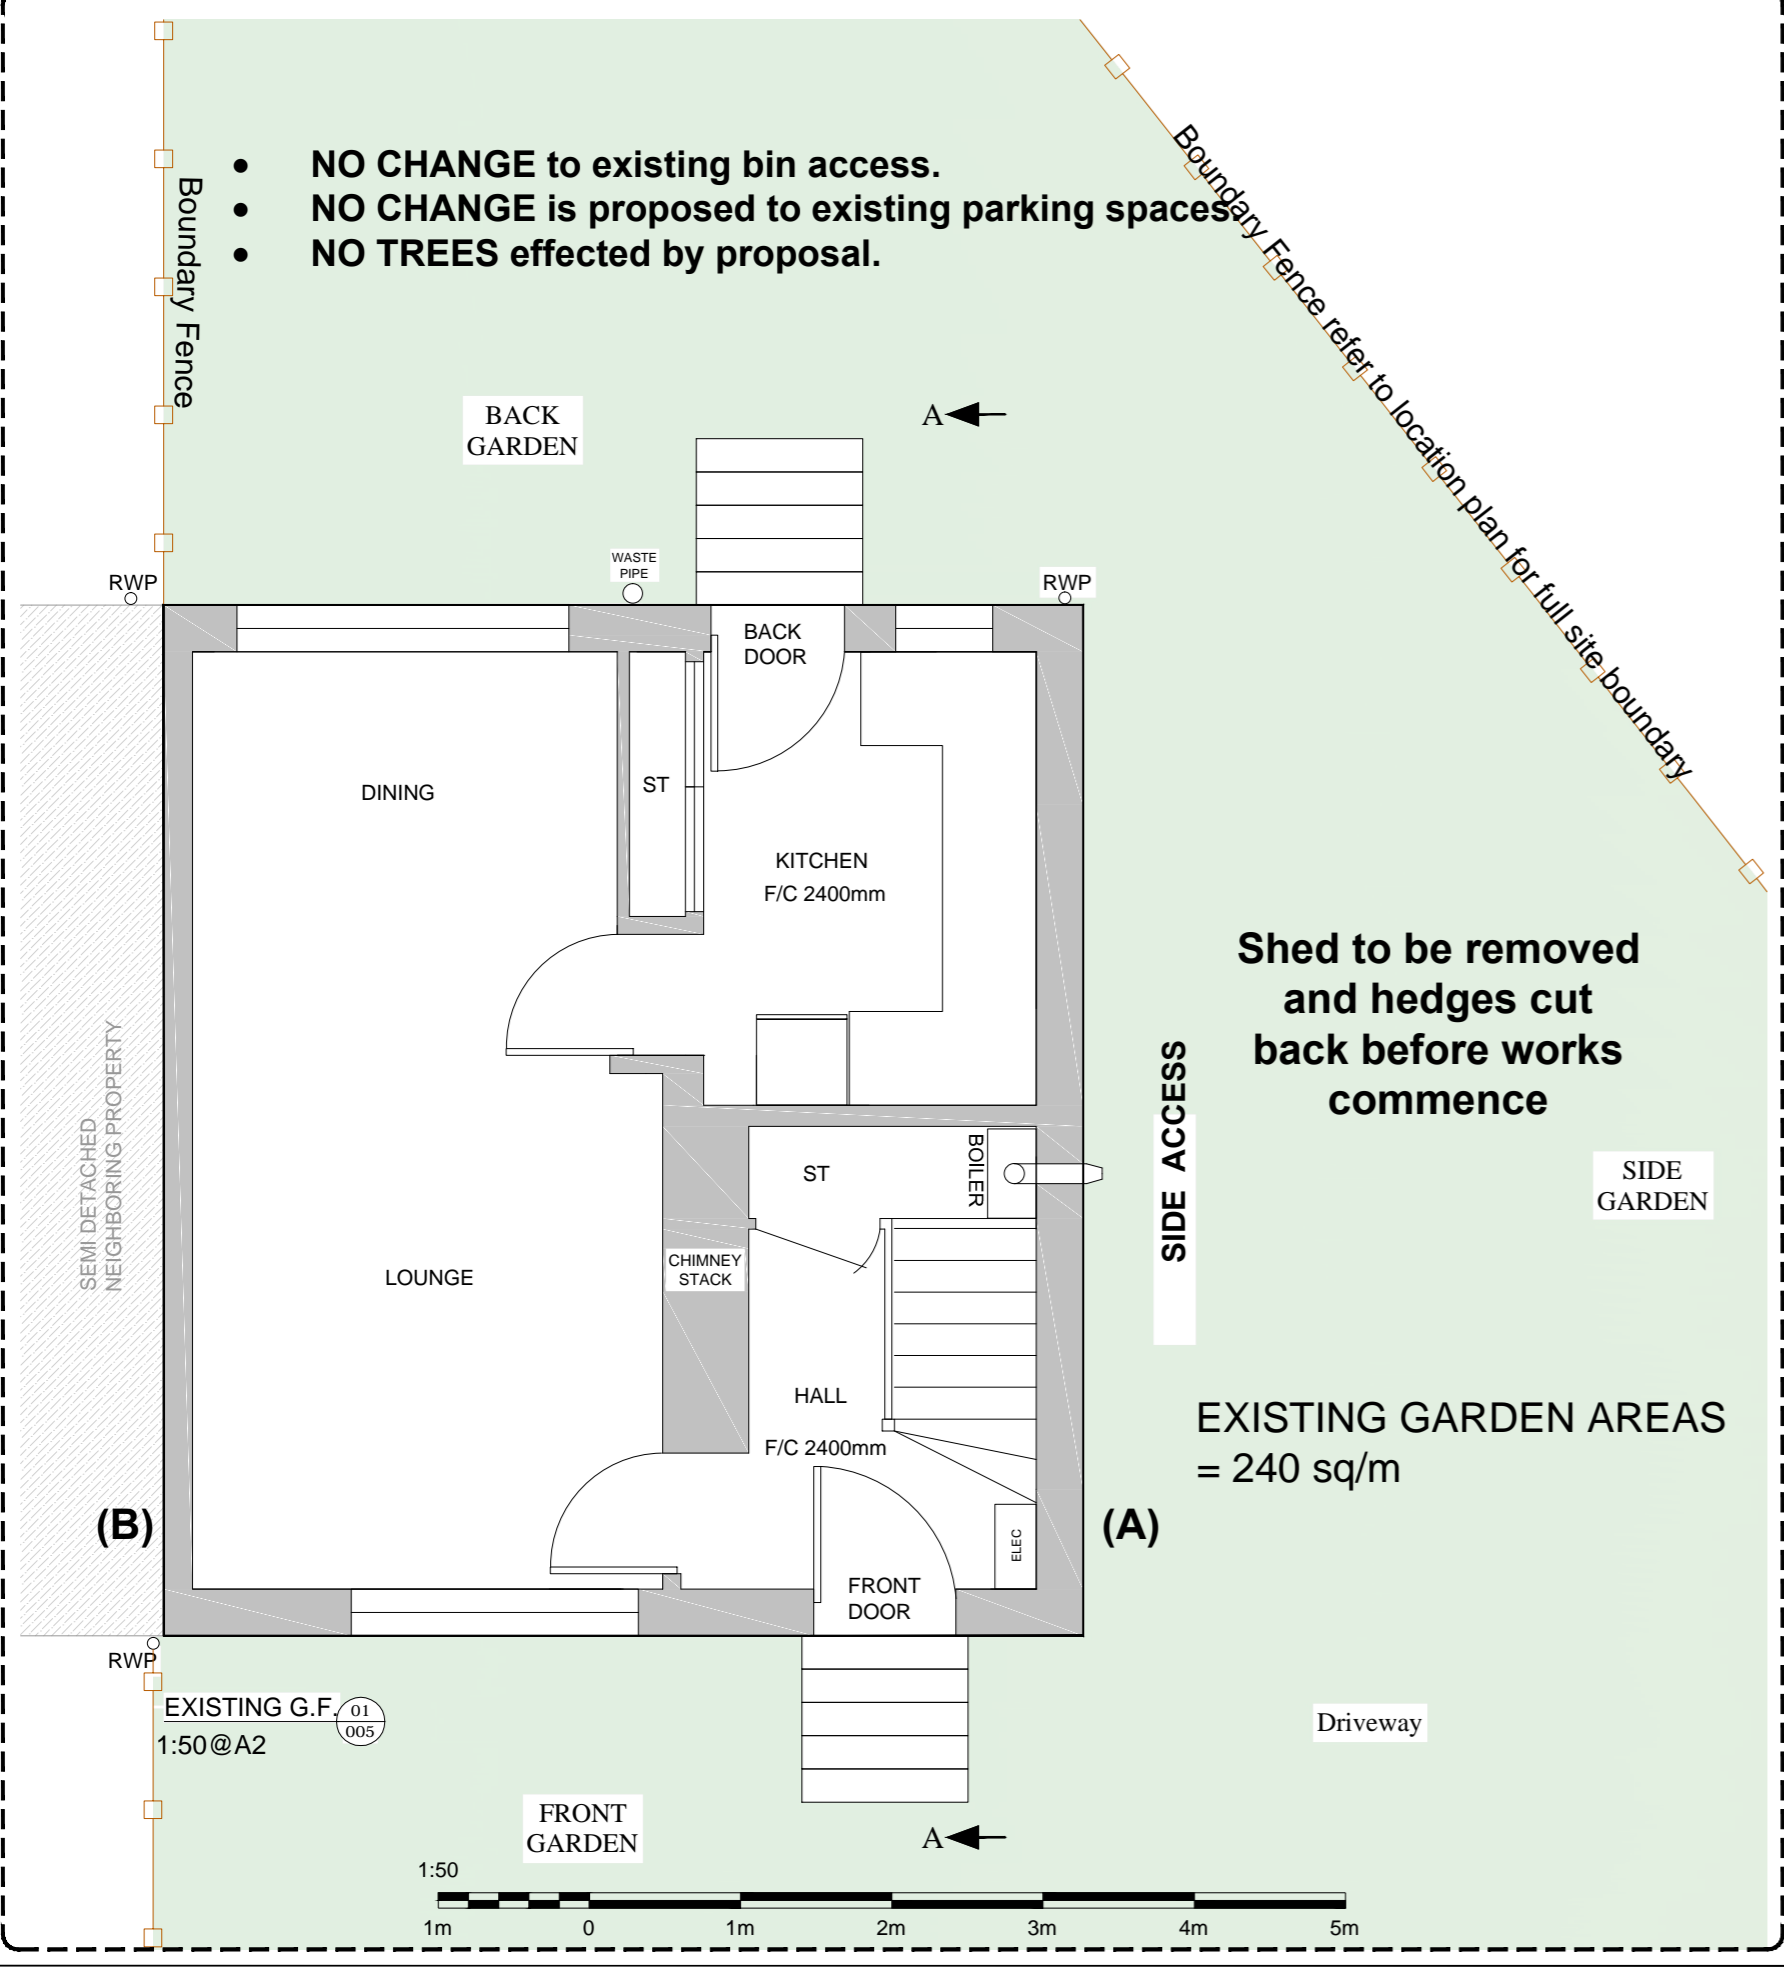 • NO CHANGE to existing bin access.
• NO CHANGE is proposed to existing parking spaces.
• NO TREES effected by proposal.
Boundary Fence
Boundary Fence refer to location plan for full site boundary
BACK
GARDEN
A
WASTE
PIPE
RWP
RWP
BACK
DOOR
DINING
ST
KITCHEN
F/C 2400mm
Shed to be removed
and hedges cut
back before works
commence
SEMI DETACHED
NEIGHBORING PROPERTY
SIDE ACCESS
ST
BOILER
SIDE
GARDEN
LOUNGE
CHIMNEY
STACK
HALL
F/C 2400mm
EXISTING GARDEN AREAS
= 240 sq/m
(B)
(A)
ELEC
FRONT
DOOR
RWP
EXISTING G.F.
01
005
1:50@A2
Driveway
FRONT
GARDEN
A
1:50
1m 0 1m 2m 3m 4m 5m